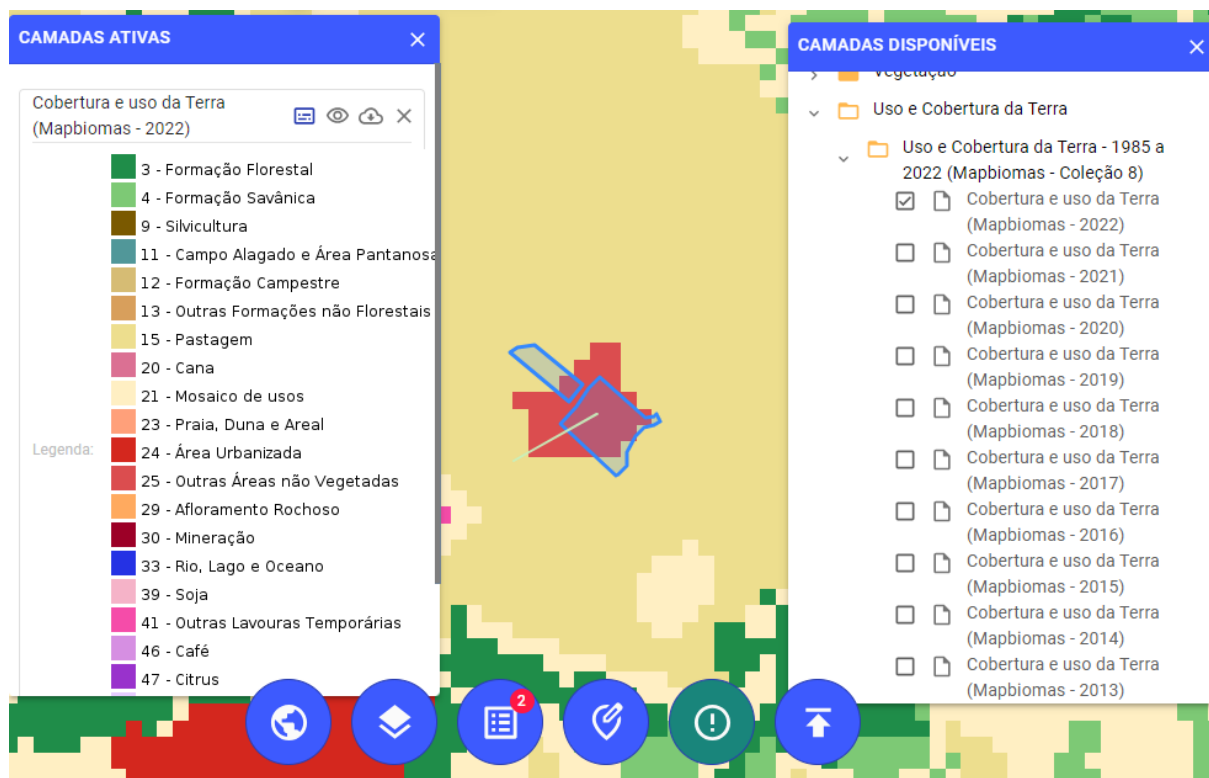 CAMADAS ATIVAS
Cobertura e uso da Terra
(Mapbiomas - 2022)
Legenda:
3 - Formação Florestal
4 - Formação Savânica
9 - Silvicultura
11 - Campo Alagado e Área Pantanosa
12 - Formação Campestre
13 - Outras Formações não Florestais
15 - Pastagem
20 - Cana
21 - Mosaico de usos
23 - Praia, Duna e Areal
24 - Área Urbanizada
25 - Outras Áreas não Vegetadas
29 - Afloramento Rochoso
30 - Mineração
33 - Rio, Lago e Oceano
39 - Soja
41 - Outras Lavouras Temporárias
46 - Café
47 - Citrus
2
CAMADAS DISPONÍVEIS
Vegetação
Uso e Cobertura da Terra
Uso e Cobertura da Terra - 1985 a
2022 (Mapbiomas - Coleção 8)
Cobertura e uso da Terra
(Mapbiomas - 2022)
Cobertura e uso da Terra
(Mapbiomas - 2021)
Cobertura e uso da Terra
(Mapbiomas - 2020)
Cobertura e uso da Terra
(Mapbiomas - 2019)
Cobertura e uso da Terra
(Mapbiomas - 2018)
Cobertura e uso da Terra
(Mapbiomas - 2017)
Cobertura e uso da Terra
(Mapbiomas - 2016)
Cobertura e uso da Terra
(Mapbiomas - 2015)
Cobertura e uso da Terra
(Mapbiomas - 2014)
Cobertura e uso da Terra
(Mapbiomas - 2013)